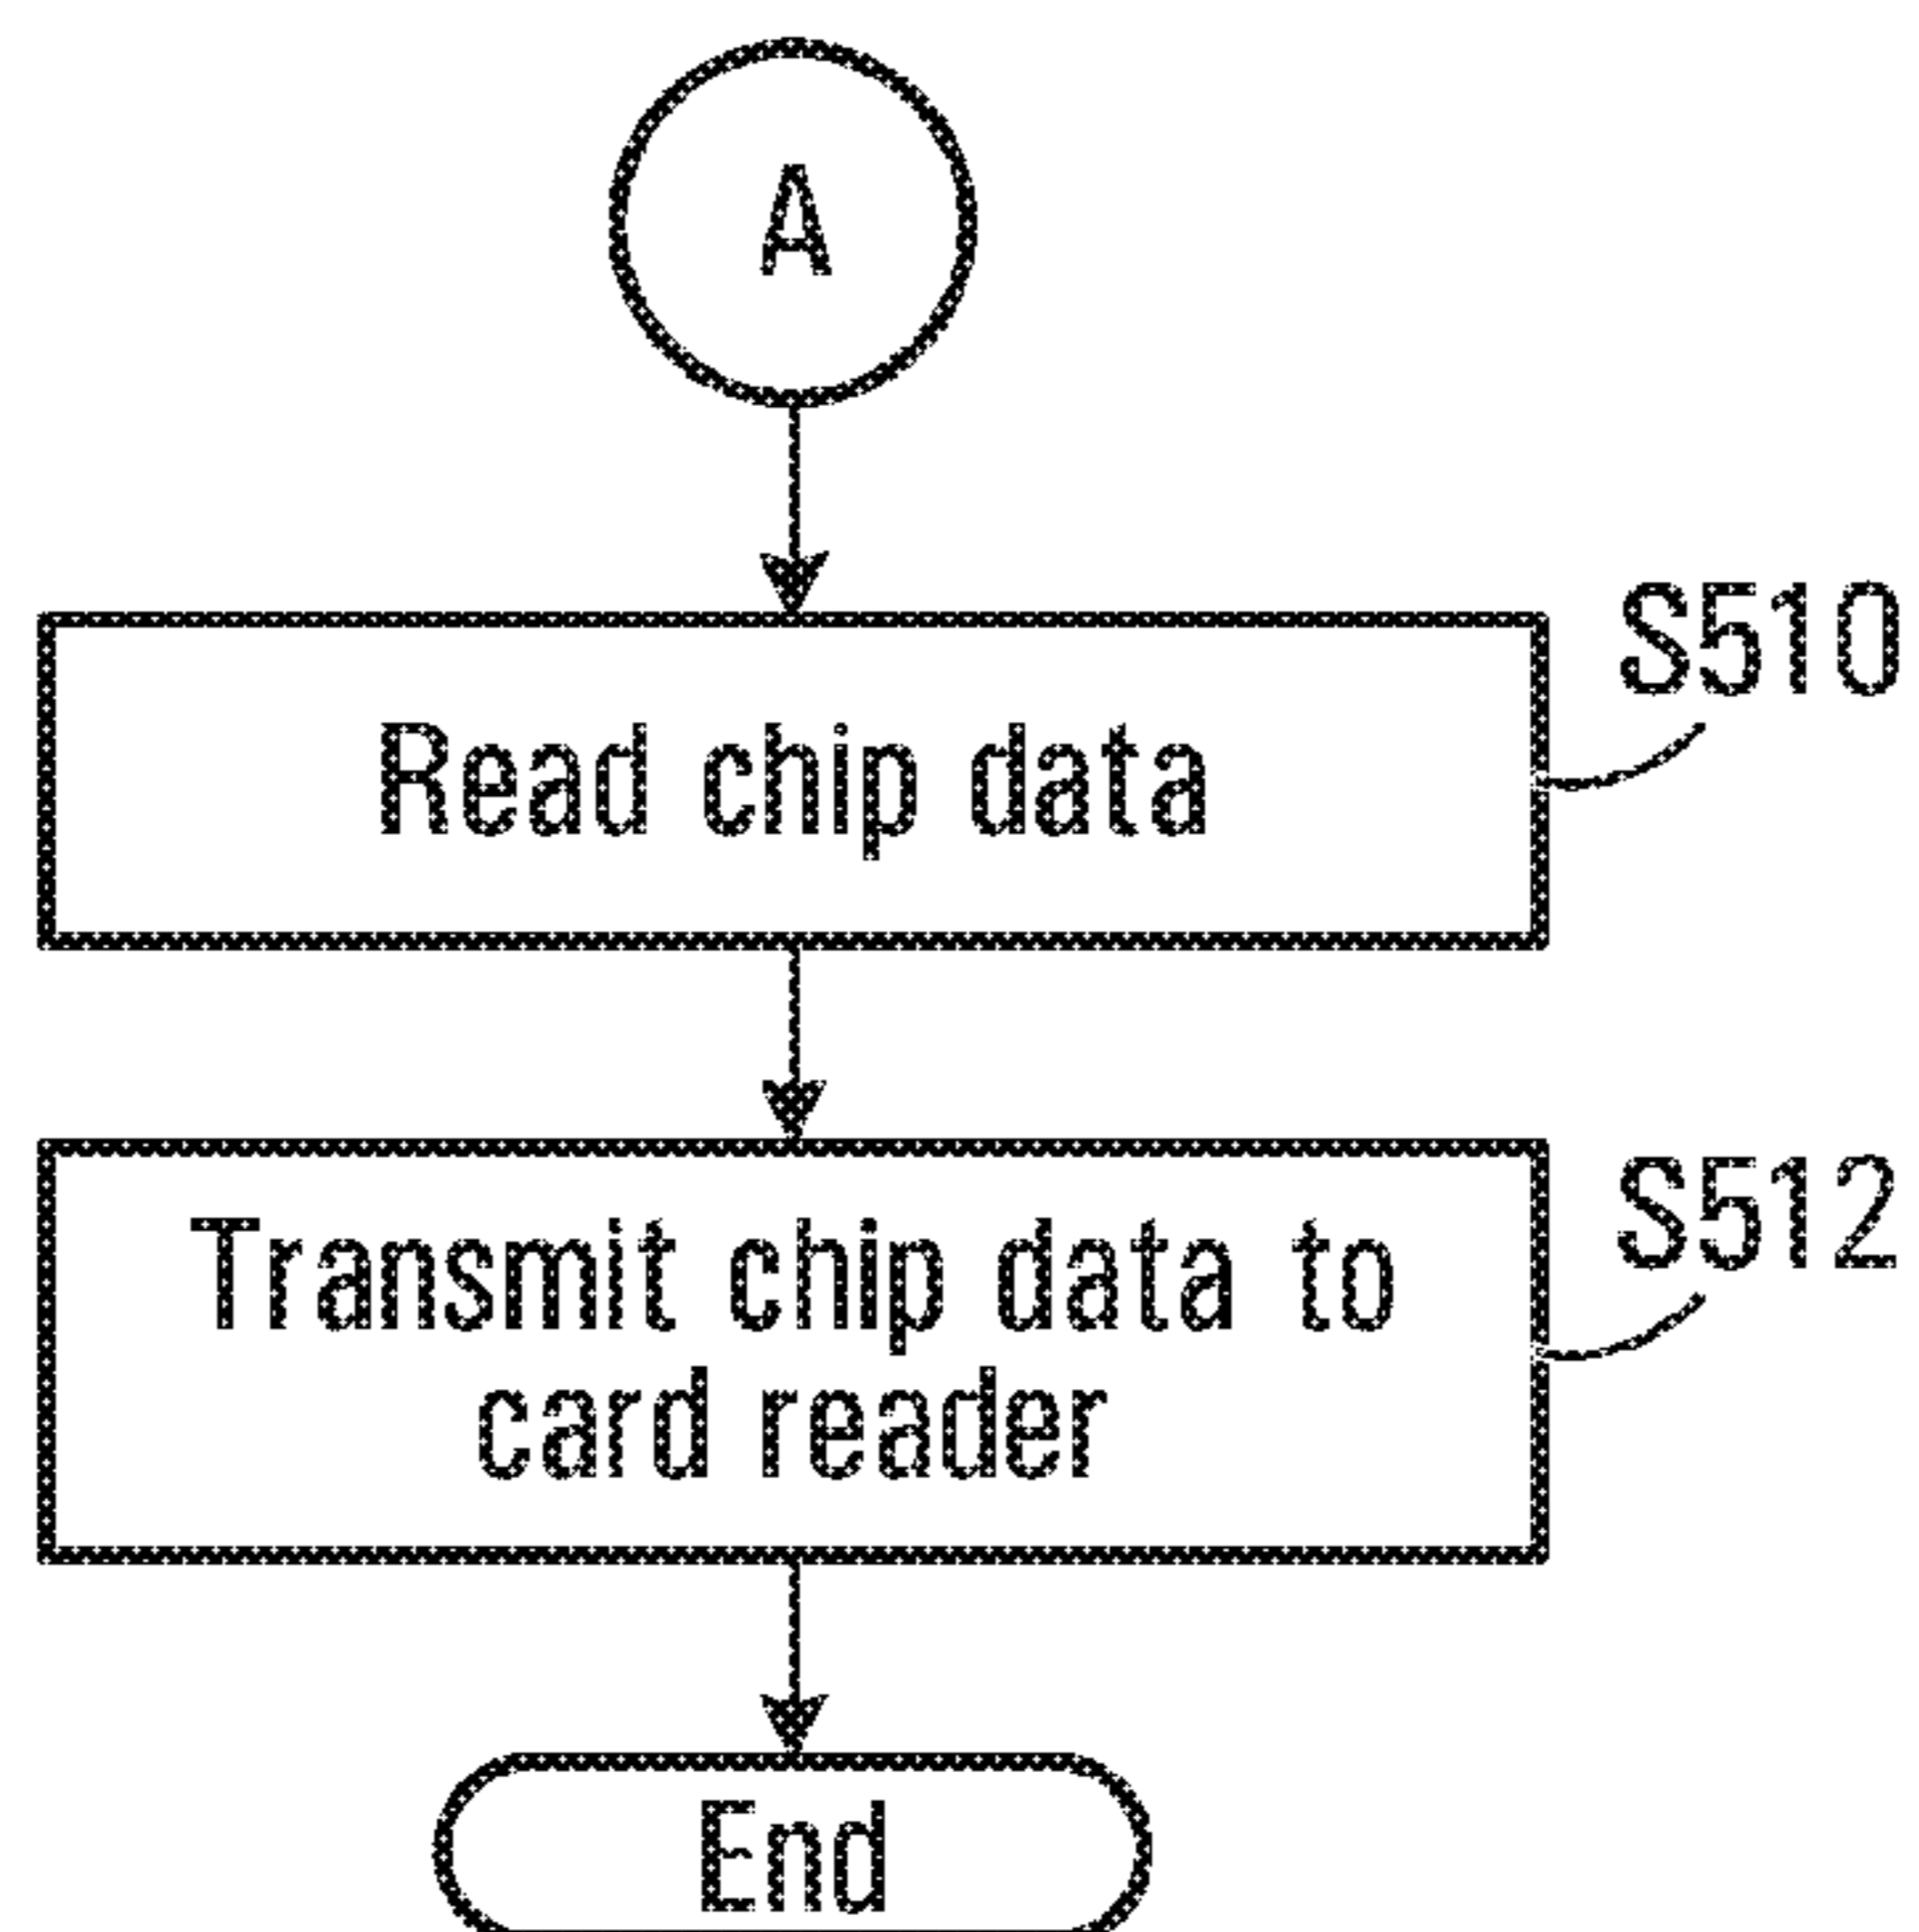 A
S510
Read chip data
S512
Transmit chip data to
card reader
End